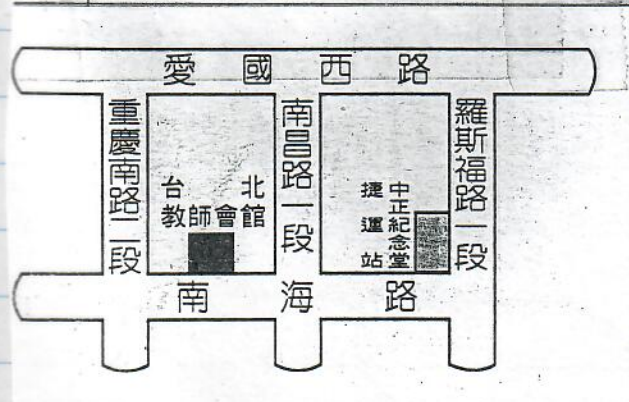 愛國西路
重慶南路二段
台北
教師會館
南昌路一段
中正紀念堂
捷運站
羅斯福路一段
南海路